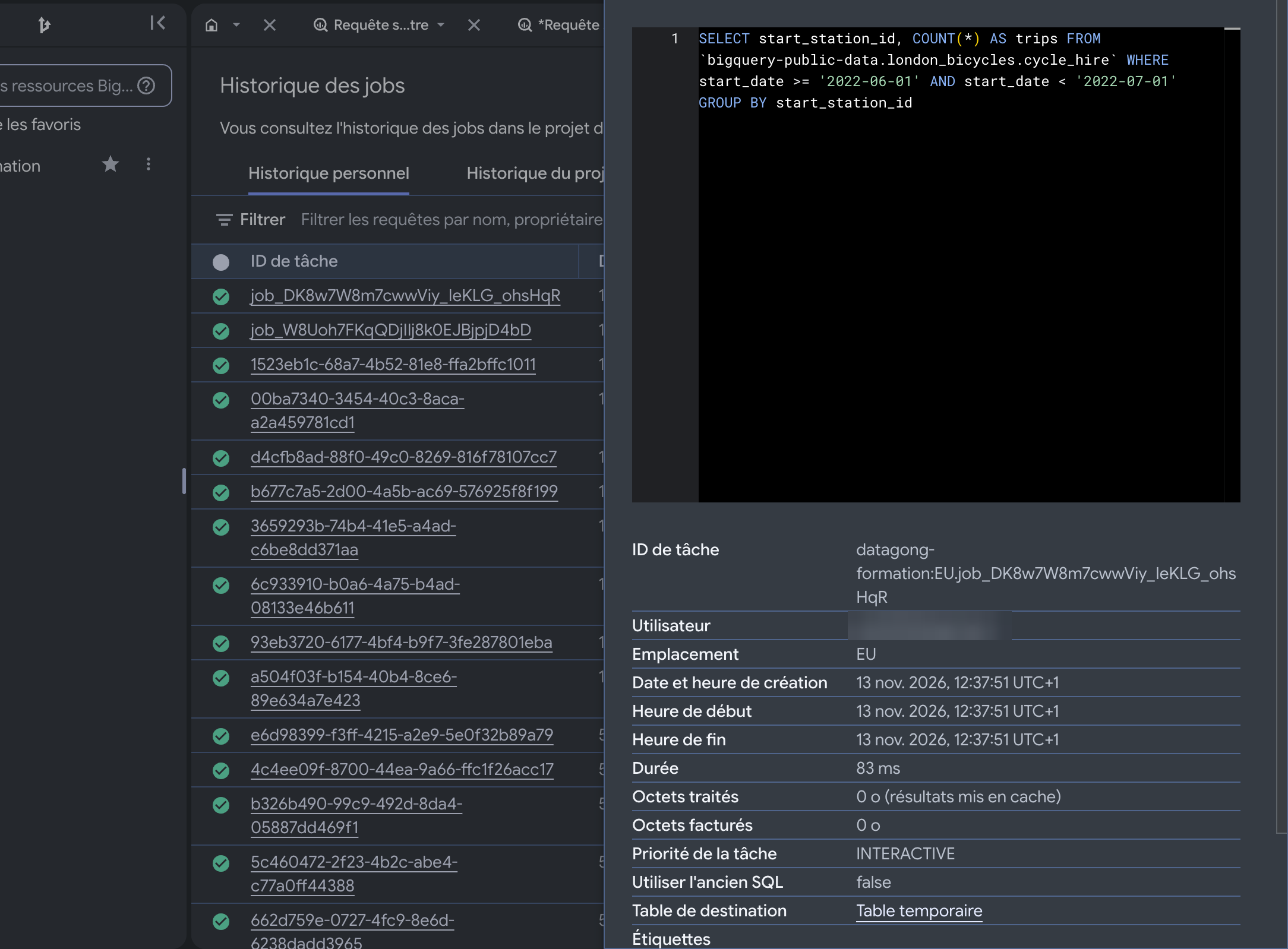 Requête s...tre
*Requête
s ressources Big...
e les favoris
nation
Historique des jobs
Vous consultez l'historique des jobs dans le projet d
Historique personnel
Historique du proj
Filtrer
Filtrer les requêtes par nom, propriétaire
ID de tâche
job_DK8w7W8m7cwwViy_IeKLG_ohsHqR
job_W8Uoh7FKqQDjIlj8k0EJBjpjD4bD
1523eb1c-68a7-4b52-81e8-ffa2bffc1011
00ba7340-3454-40c3-8aca-
a2a459781cd1
d4cfb8ad-88f0-49c0-8269-816f78107cc7
b677c7a5-2d00-4a5b-ac69-576925f8f199
3659293b-74b4-41e5-a4ad-
c6be8dd371aa
6c933910-b0a6-4a75-b4ad-
08133e46b611
93eb3720-6177-4bf4-b9f7-3fe287801eba
a504f03f-b154-40b4-8ce6-
89e634a7e423
e6d98399-f3ff-4215-a2e9-5e0f32b89a79
4c4ee09f-8700-44ea-9a66-ffc1f26acc17
b326b490-99c9-492d-8da4-
05887dd469f1
5c460472-2f23-4b2c-abe4-
c77a0ff44388
662d759e-0727-4fc9-8e6d-
6238dadd3965
1 SELECT start_station_id, COUNT(*) AS trips FROM
`bigquery-public-data.london_bicycles.cycle_hire` WHERE
start_date >= '2022-06-01' AND start_date < '2022-07-01'
GROUP BY start_station_id
ID de tâche datagong-
formation:EU.job_DK8w7W8m7cwwViy_IeKLG_ohs
HqR
Utilisateur
Emplacement EU
Date et heure de création 13 nov. 2026, 12:37:51 UTC+1
Heure de début 13 nov. 2026, 12:37:51 UTC+1
Heure de fin 13 nov. 2026, 12:37:51 UTC+1
Durée 83 ms
Octets traités 0 o (résultats mis en cache)
Octets facturés 0 o
Priorité de la tâche INTERACTIVE
Utiliser l'ancien SQL false
Table de destination Table temporaire
Étiquettes